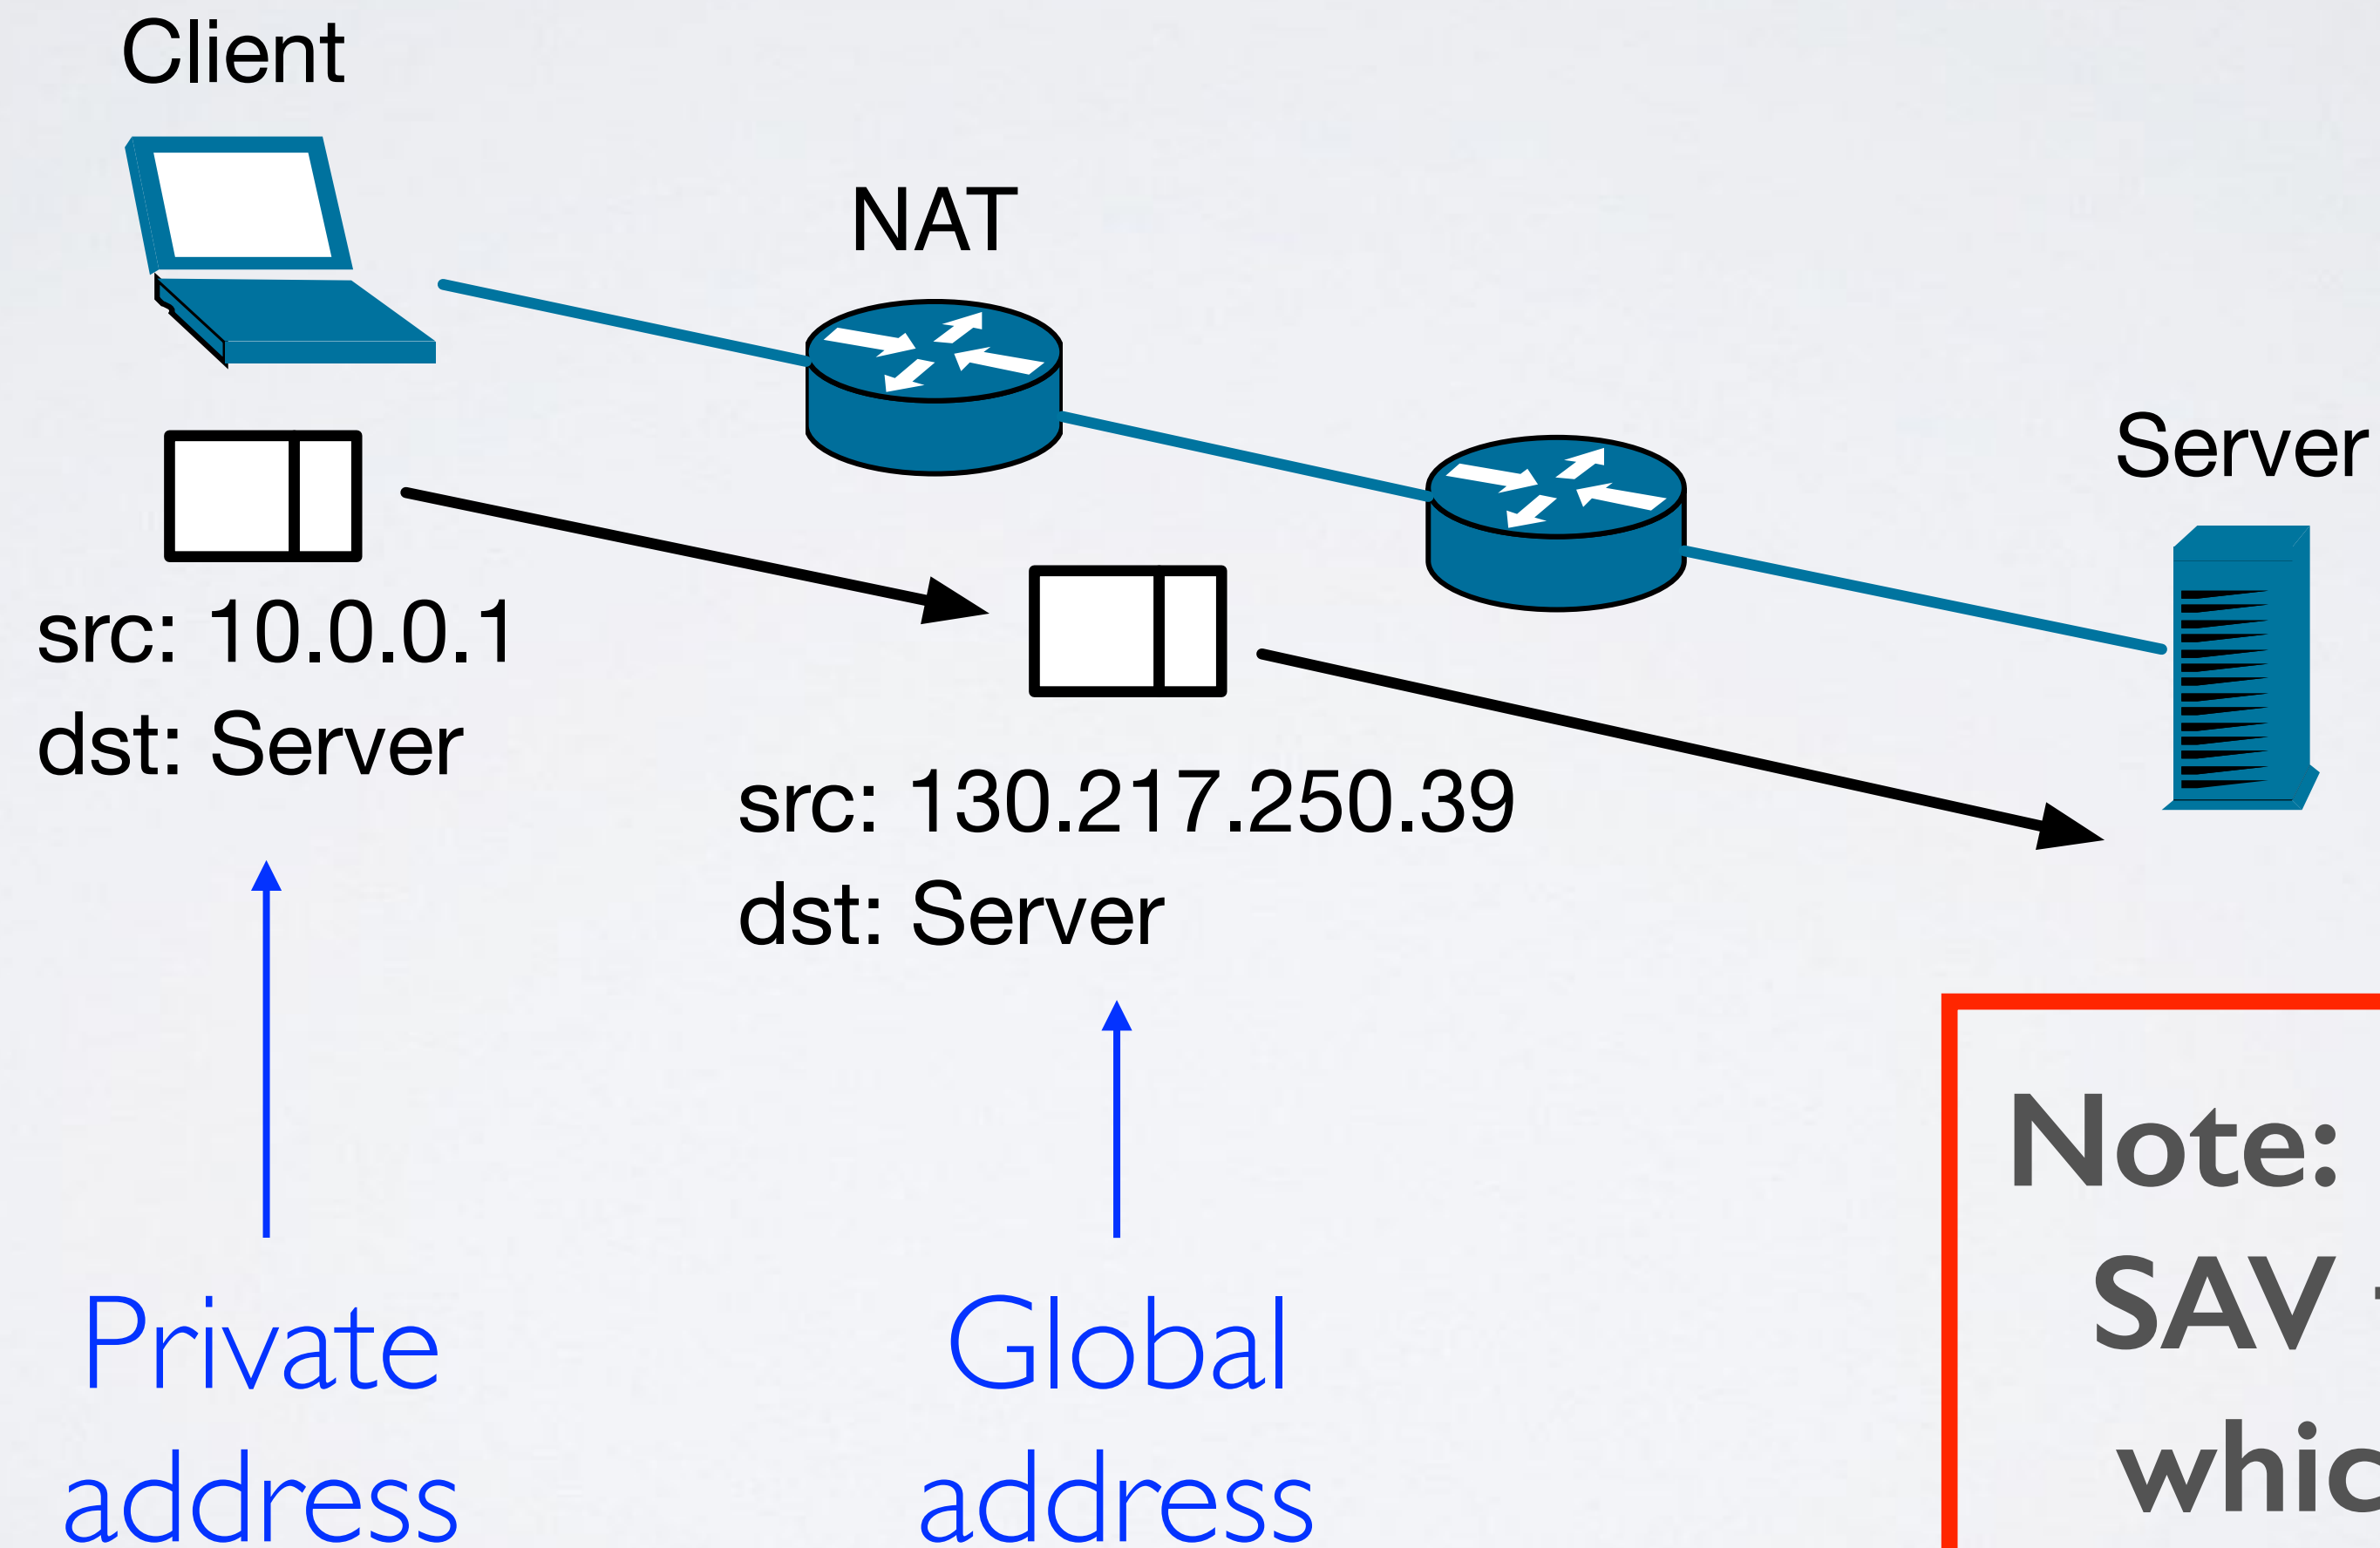 Client
NAT
Server
src: 10.0.0.1
dst: Server
src: 130.217.250.39
dst: Server
Private
address
Global
address
Note:
SAV